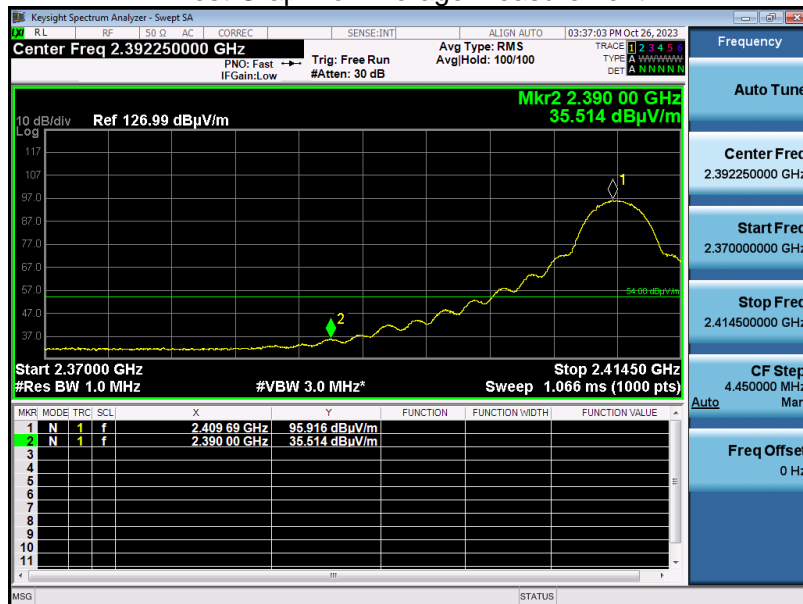 Keysight Spectrum Analyzer - Swept SA
RL RF 50 Ω AC CORREC SENSE:INT ALIGN AUTO 03:37:03 PM Oct 26, 2023
Center Freq 2.392250000 GHz
PNO: Fast
IFGain:Low
Trig: Free Run
#Atten: 30 dB
Avg Type: RMS
Avg|Hold: 100/100
TRACE 1 2 3 4 5 6
TYPE A WWWWW
DET A N N N N N
Mkr2 2.390 00 GHz
35.514 dBµV/m
10 dB/div Ref 126.99 dBµV/m
Log
117
107
97.0
87.0
77.0
67.0
57.0
47.0
37.0
1
2
54.00 dBµV/m
Start 2.37000 GHz Stop 2.41450 GHz
#Res BW 1.0 MHz #VBW 3.0 MHz* Sweep 1.066 ms (1000 pts)
MKR MODE TRC SCL X Y FUNCTION FUNCTION WIDTH FUNCTION VALUE
1 N 1 f 2.409 69 GHz 95.916 dBµV/m
2 N 1 f 2.390 00 GHz 35.514 dBµV/m
3
4
5
6
7
8
9
10
11
MSG STATUS
Frequency
Auto Tune
Center Freq
2.392250000 GHz
Start Freq
2.370000000 GHz
Stop Freq
2.414500000 GHz
CF Step
4.450000 MHz
Auto Man
Freq Offset
0 Hz